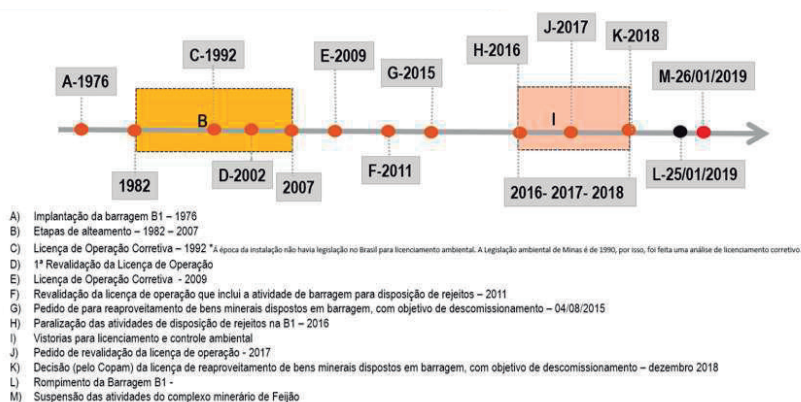 J-2017
C-1992
E-2009
H-2016
K-2018
G-2015
M-26/01/2019
A-1976
B
I
1982
D-2002
2007
F-2011
2016- 2017- 2018
L-25/01/2019
A) Implantação da barragem B1 – 1976
B) Etapas de alteamento – 1982 – 2007
C) Licença de Operação Corretiva – 1992 *À época da instalação não havia legislação no Brasil para licenciamento ambiental. A Legislação ambiental de Minas é de 1990, por isso, foi feita uma análise de licenciamento corretivo.
D) 1ª Revalidação da Licença de Operação
E) Licença de Operação Corretiva - 2009
F) Revalidação da licença de operação que inclui a atividade de barragem para disposição de rejeitos – 2011
G) Pedido de para reaproveitamento de bens minerais dispostos em barragem, com objetivo de descomissionamento – 04/08/2015
H) Paralização das atividades de disposição de rejeitos na B1 – 2016
I) Vistorias para licenciamento e controle ambiental
J) Pedido de revalidação da licença de operação - 2017
K) Decisão (pelo Copam) da licença de reaproveitamento de bens minerais dispostos em barragem, com objetivo de descomissionamento – dezembro 2018
L) Rompimento da Barragem B1 -
M) Suspensão das atividades do complexo minerário de Feijão